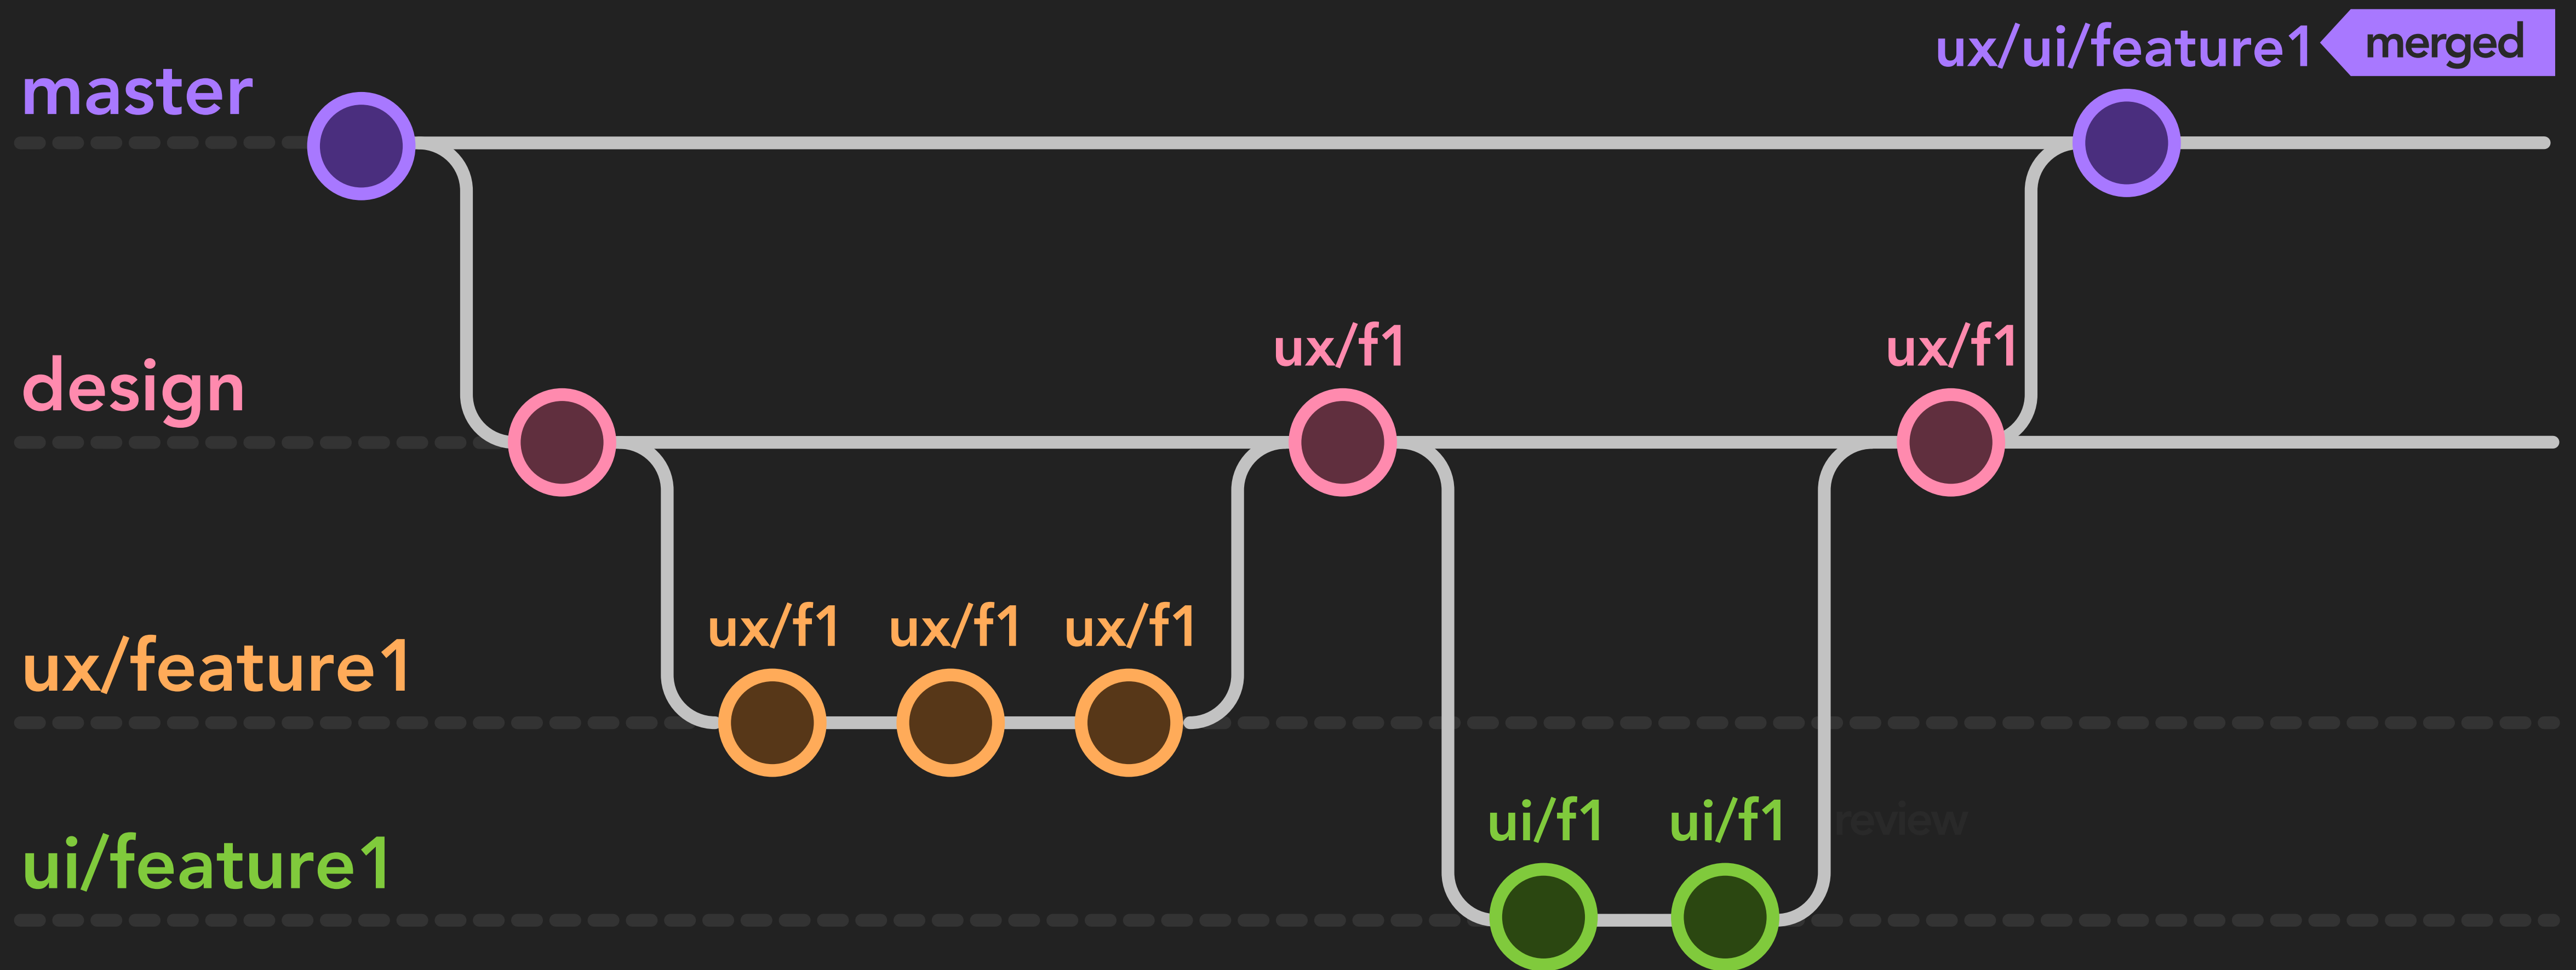 ux/ui/feature1 merged
master
design
ux/f1 ux/f1
ux/f1 ux/f1 ux/f1
ux/feature1
ui/f1 ui/f1 review
ui/feature1